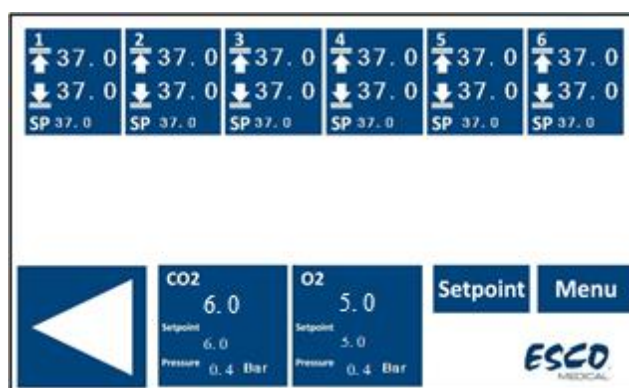 1 2 3 4 5 6
37.0 37.0 37.0 37.0 37.0 37.0
37.0 37.0 37.0 37.0 37.0 37.0
SP 37.0 SP 37.0 SP 37.0 SP 37.0 SP 37.0 SP 37.0
CO2
6.0
Setpoint
6.0
Pressure 0.4 Bar
O2
5.0
Setpoint
5.0
Pressure 0.4 Bar
Setpoint
Menu
ESCO
MEDICAL